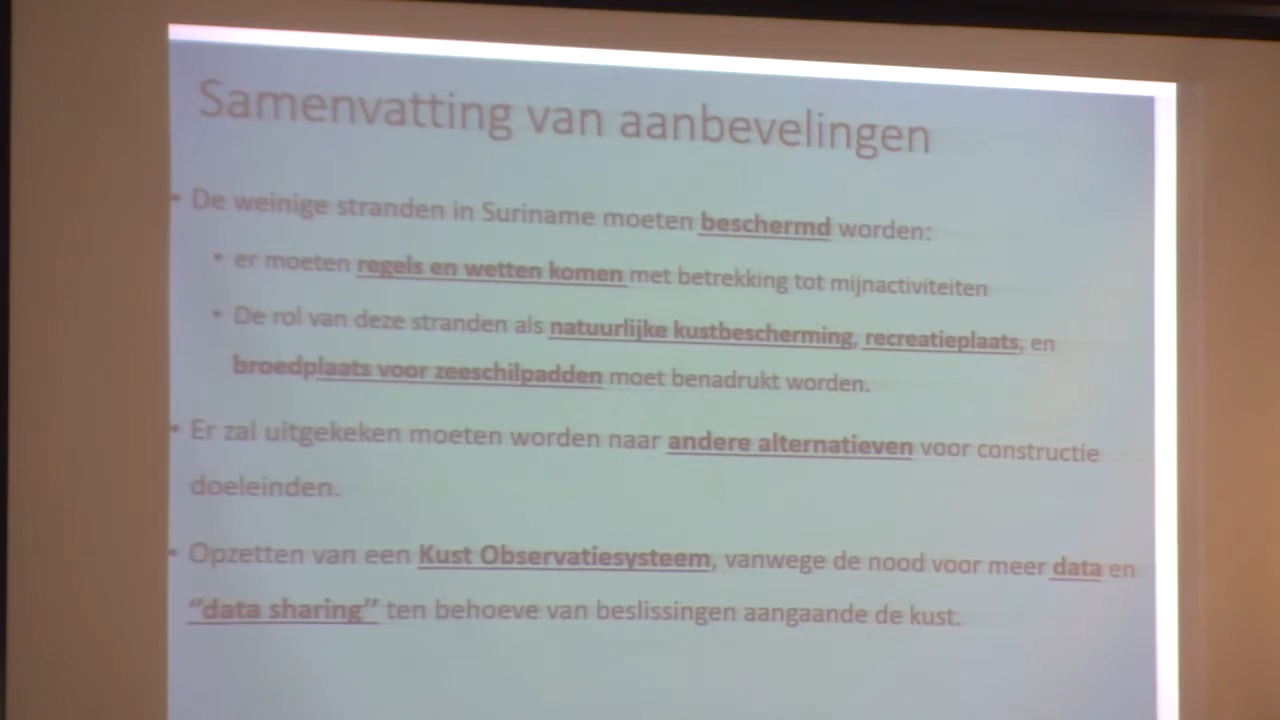 Samenvatting van aanbevelingen
• De weinige stranden in Suriname moeten beschermd worden:
• er moeten regels en wetten komen met betrekking tot mijnactiviteiten
• De rol van deze stranden als natuurlijke kustbescherming, recreatieplaats, en
broedplaats voor zeeschilpadden moet benadrukt worden.
• Er zal uitgekeken moeten worden naar andere alternatieven voor constructie
doeleinden.
• Opzetten van een Kust Observatiesysteem, vanwege de nood voor meer data en
“data sharing” ten behoeve van beslissingen aangaande de kust.